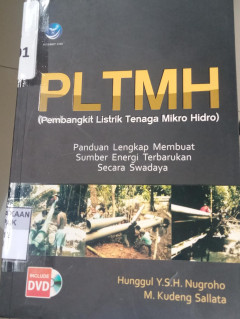 PLTMH
(Pembangkit Listrik Tenaga Mikro Hidro)
Panduan Lengkap Membuat
Sumber Energi Terbarukan
Secara Swadaya
INCLUDE
DVD
Hunggul Y.S.H. Nugroho
M. Kudeng Sallata